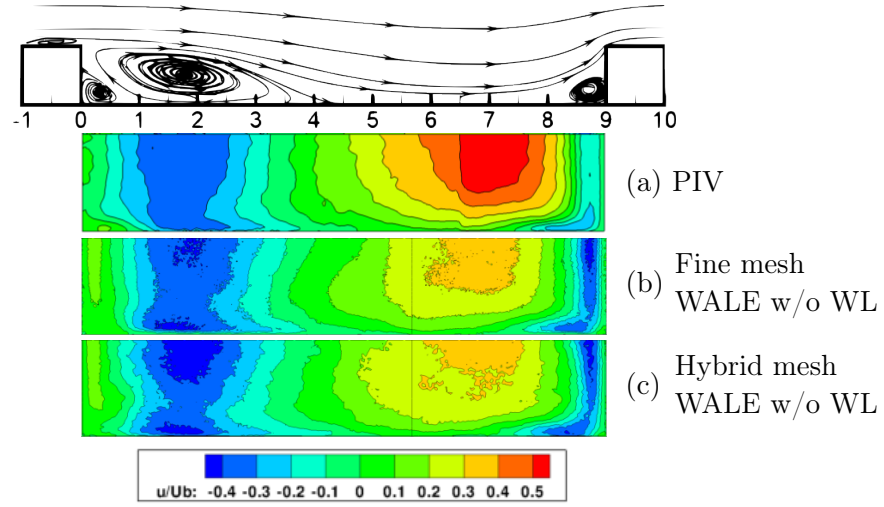 -1 0 1 2 3 4 5 6 7 8 9 10
(a) PIV
(b) Fine mesh
WALE w/o WL
(c) Hybrid mesh
WALE w/o WL
u/Ub: -0.4 -0.3 -0.2 -0.1 0 0.1 0.2 0.3 0.4 0.5